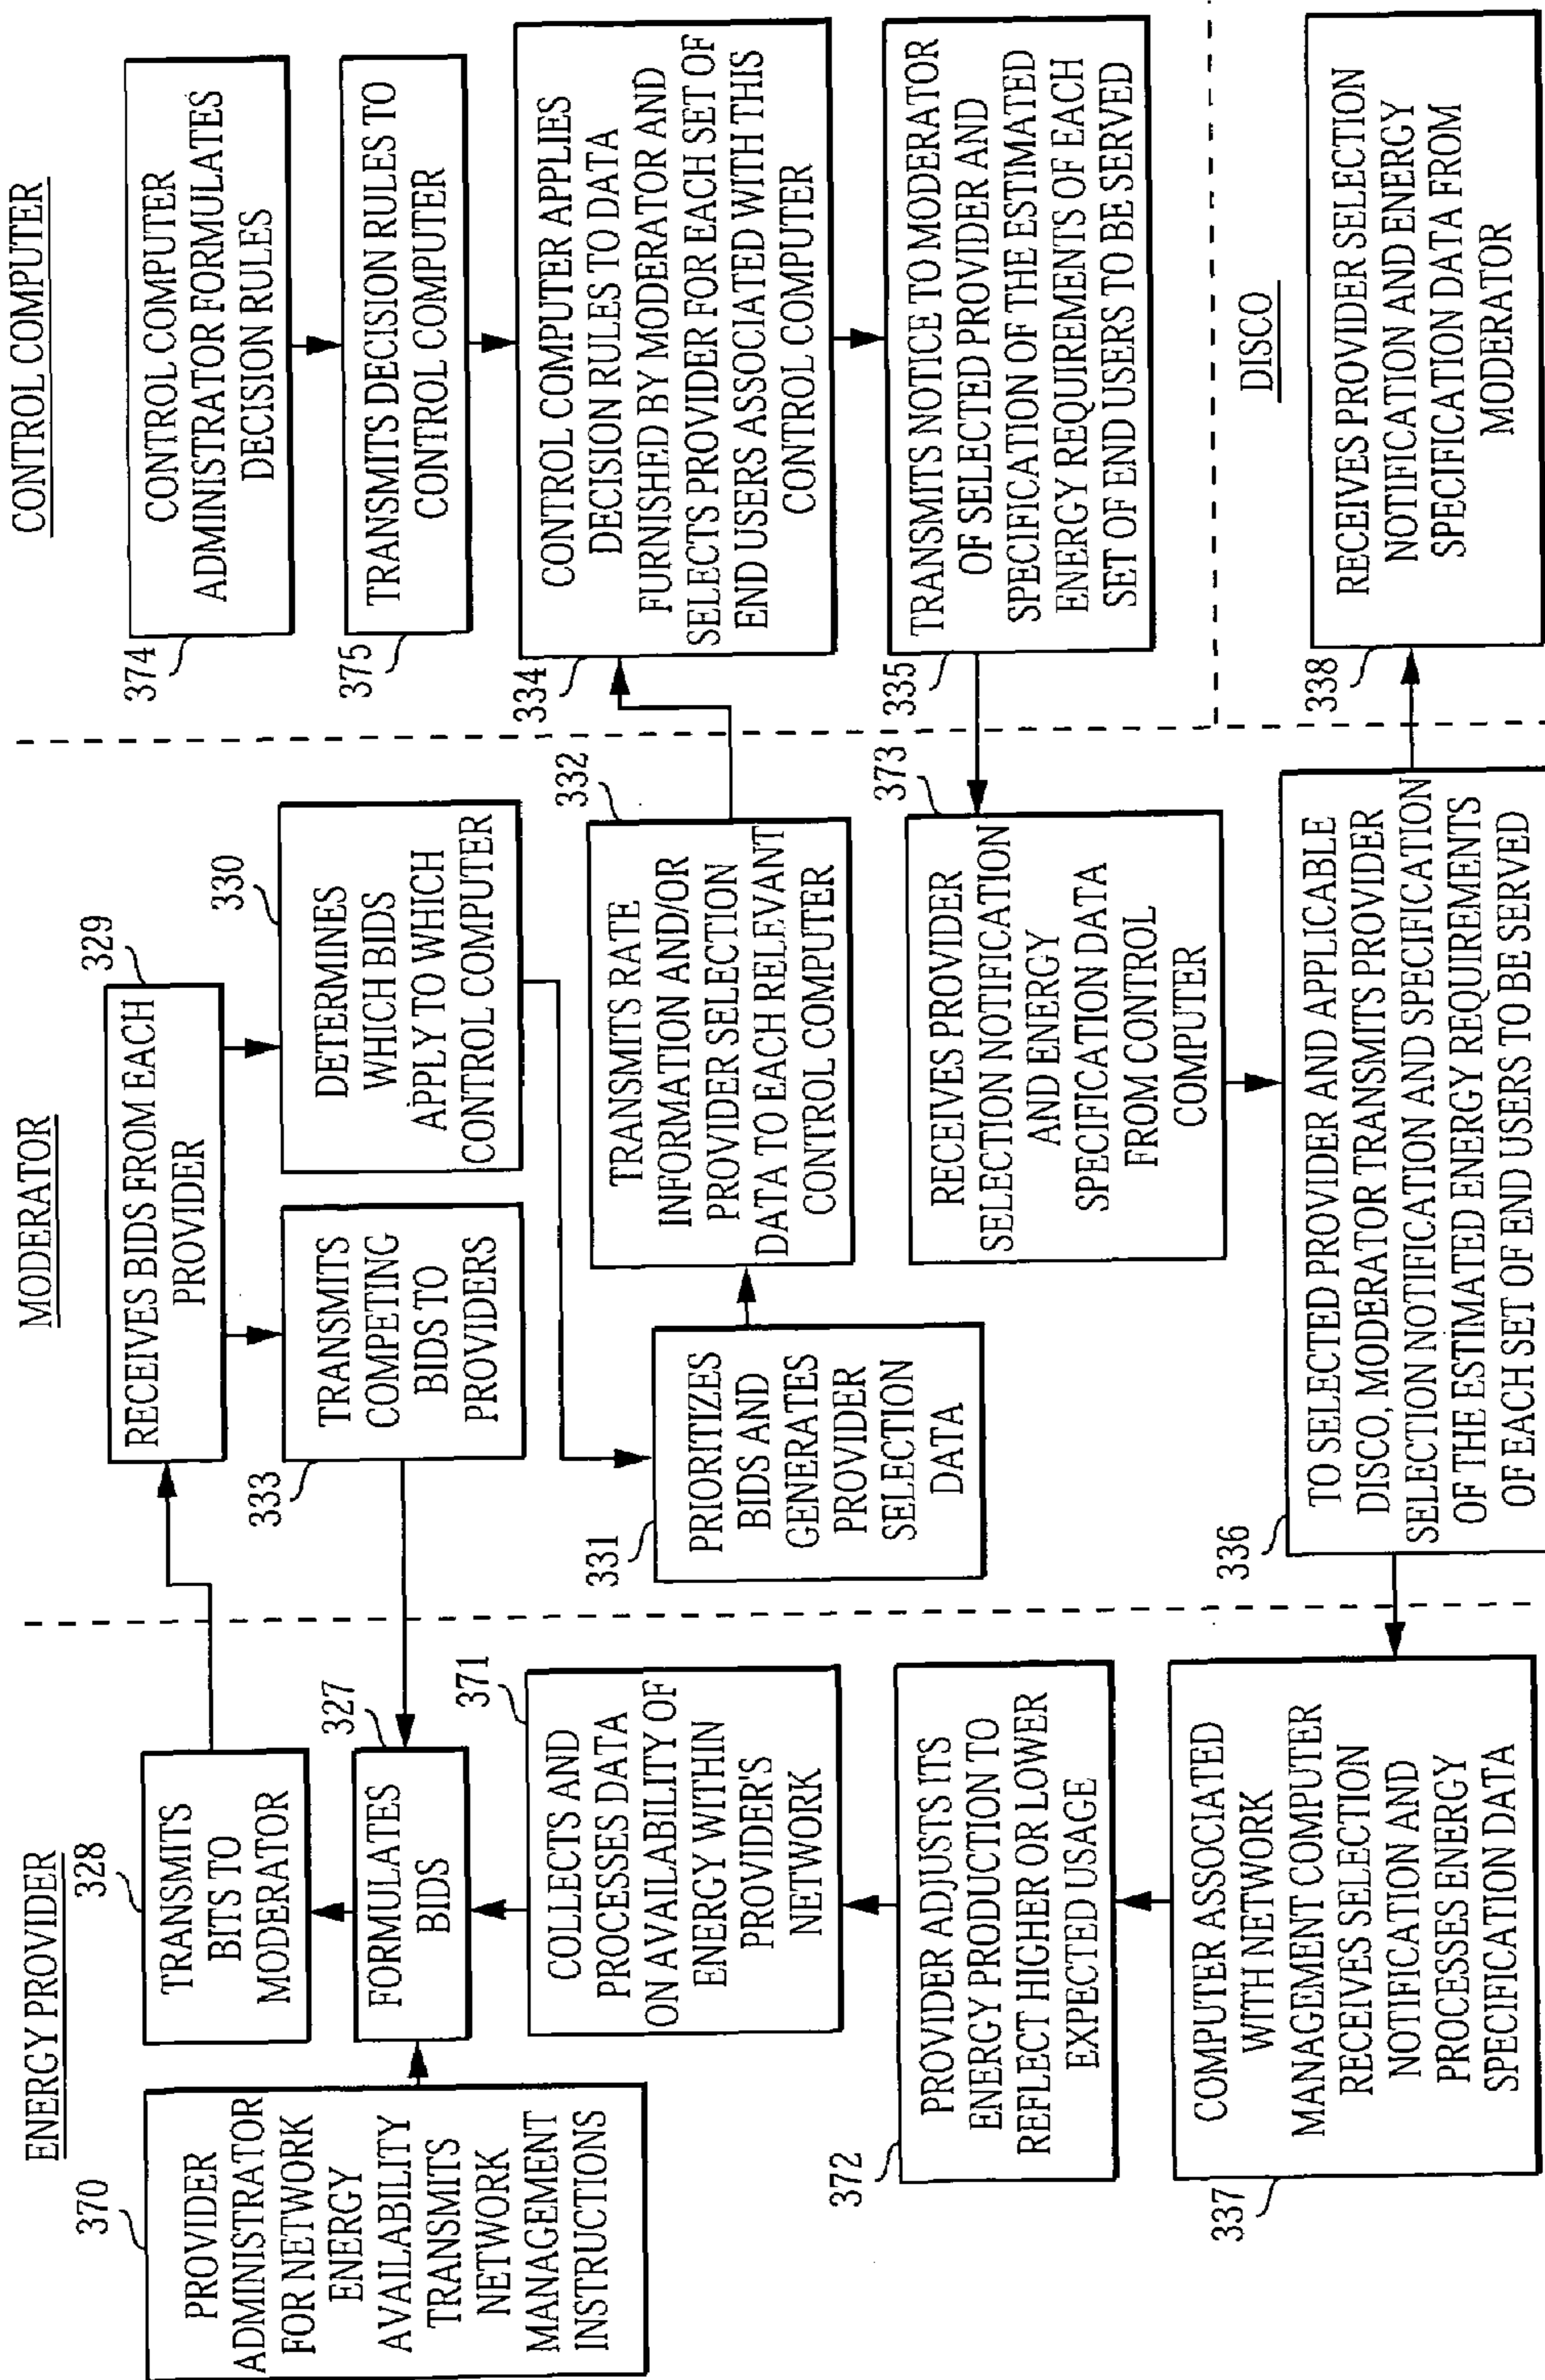 ENERGY PROVIDER
370
PROVIDER
ADMINISTRATOR
FOR NETWORK
ENERGY
AVAILABILITY
TRANSMITS
NETWORK
MANAGEMENT
INSTRUCTIONS
328
TRANSMITS
BITS TO
MODERATOR
327
FORMULATES
BIDS
371
COLLECTS AND
PROCESSES DATA
ON AVAILABILITY OF
ENERGY WITHIN
PROVIDER'S
NETWORK
372
PROVIDER ADJUSTS ITS
ENERGY PRODUCTION TO
REFLECT HIGHER OR LOWER
EXPECTED USAGE
337
COMPUTER ASSOCIATED
WITH NETWORK
MANAGEMENT COMPUTER
RECEIVES SELECTION
NOTIFICATION AND
PROCESSES ENERGY
SPECIFICATION DATA
MODERATOR
329
RECEIVES BIDS FROM EACH
PROVIDER
333
TRANSMITS
COMPETING
BIDS TO
PROVIDERS
330
DETERMINES
WHICH BIDS
APPLY TO WHICH
CONTROL COMPUTER
331
PRIORITIZES
BIDS AND
GENERATES
PROVIDER
SELECTION
DATA
332
TRANSMITS RATE
INFORMATION AND/OR
PROVIDER SELECTION
DATA TO EACH RELEVANT
CONTROL COMPUTER
373
RECEIVES PROVIDER
SELECTION NOTIFICATION
AND ENERGY
SPECIFICATION DATA
FROM CONTROL
COMPUTER
336
TO SELECTED PROVIDER AND APPLICABLE
DISCO, MODERATOR TRANSMITS PROVIDER
SELECTION NOTIFICATION AND SPECIFICATION
OF THE ESTIMATED ENERGY REQUIREMENTS
OF EACH SET OF END USERS TO BE SERVED
CONTROL COMPUTER
374
CONTROL COMPUTER
ADMINISTRATOR FORMULATES
DECISION RULES
375
TRANSMITS DECISION RULES TO
CONTROL COMPUTER
334
CONTROL COMPUTER APPLIES
DECISION RULES TO DATA
FURNISHED BY MODERATOR AND
SELECTS PROVIDER FOR EACH SET OF
END USERS ASSOCIATED WITH THIS
CONTROL COMPUTER
335
TRANSMITS NOTICE TO MODERATOR
OF SELECTED PROVIDER AND
SPECIFICATION OF THE ESTIMATED
ENERGY REQUIREMENTS OF EACH
SET OF END USERS TO BE SERVED
DISCO
338
RECEIVES PROVIDER SELECTION
NOTIFICATION AND ENERGY
SPECIFICATION DATA FROM
MODERATOR